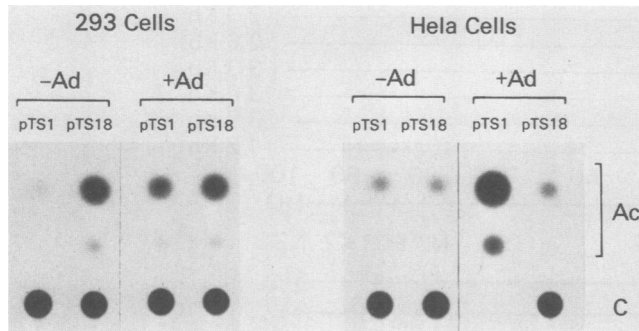 293 Cells Hela Cells
–Ad +Ad –Ad +Ad
pTS1 pTS18 pTS1 pTS18 pTS1 pTS18 pTS1 pTS18
Ac
C